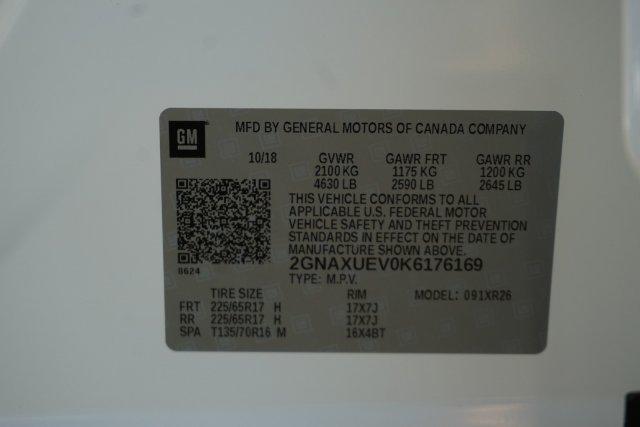 GM
MFD BY GENERAL MOTORS OF CANADA COMPANY
10/18 GVWR GAWR FRT GAWR RR
2100 KG 1175 KG 1200 KG
4630 LB 2590 LB 2645 LB
THIS VEHICLE CONFORMS TO ALL
APPLICABLE U.S. FEDERAL MOTOR
VEHICLE SAFETY AND THEFT PREVENTION
STANDARDS IN EFFECT ON THE DATE OF
MANUFACTURE SHOWN ABOVE.
8624
2GNAXUEV0K6176169
TYPE: M.P.V.
TIRE SIZE RIM MODEL: 091XR26
FRT 225/65R17 H 17X7J
RR 225/65R17 H 17X7J
SPA T135/70R16 M 16X4BT